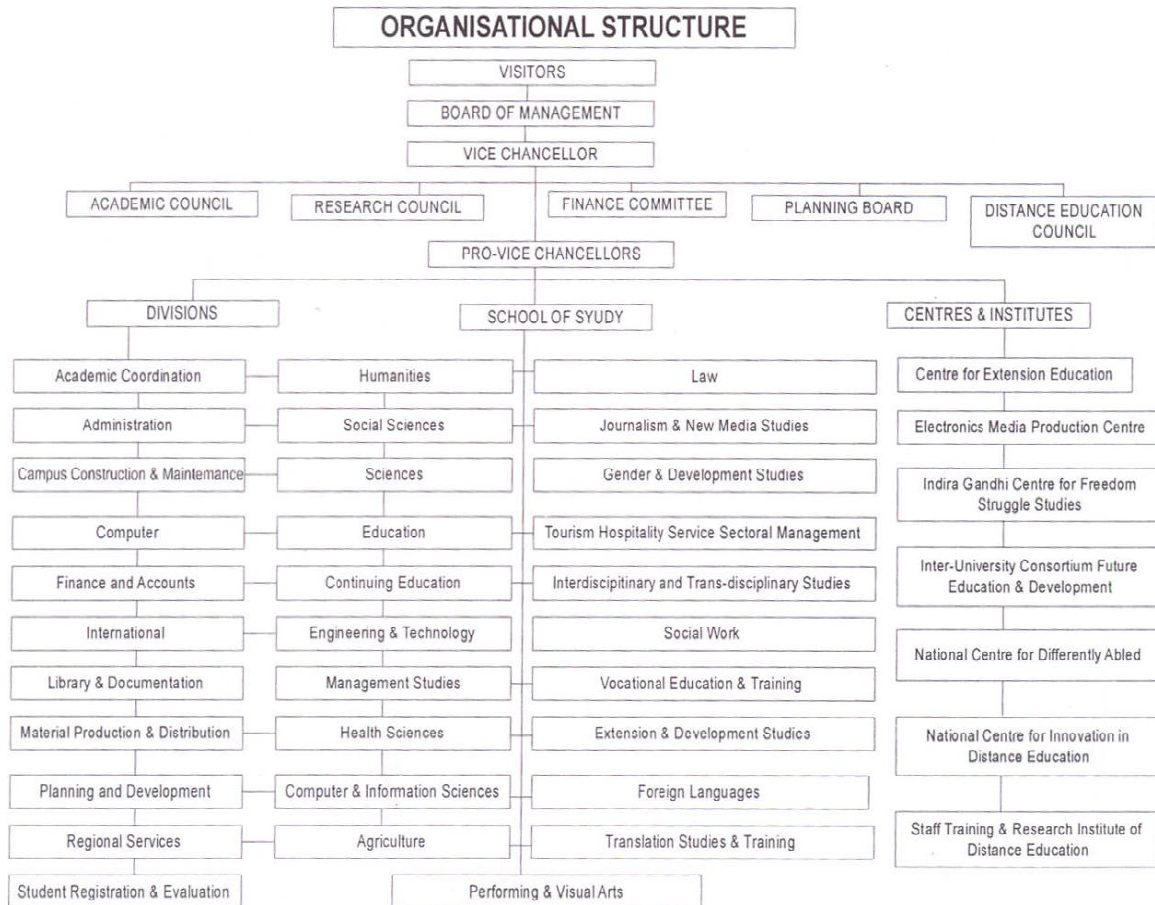 ORGANISATIONAL STRUCTURE
VISITORS
BOARD OF MANAGEMENT
VICE CHANCELLOR
ACADEMIC COUNCIL
RESEARCH COUNCIL
FINANCE COMMITTEE
PLANNING BOARD
DISTANCE EDUCATION
COUNCIL
PRO-VICE CHANCELLORS
DIVISIONS
SCHOOL OF SYUDY
CENTRES & INSTITUTES
Academic Coordination
Humanities
Law
Centre for Extension Education
Administration
Social Sciences
Journalism & New Media Studies
Electronics Media Production Centre
Campus Construction & Maintemance
Sciences
Gender & Development Studies
Indira Gandhi Centre for Freedom
Struggle Studies
Computer
Education
Tourism Hospitality Service Sectoral Management
Inter-University Consortium Future
Education & Development
Finance and Accounts
Continuing Education
Interdiscipitinary and Trans-disciplinary Studies
International
Engineering & Technology
Social Work
National Centre for Differently Abled
Library & Documentation
Management Studies
Vocational Education & Training
Material Production & Distribution
Health Sciences
Extension & Development Studies
National Centre for Innovation in
Distance Education
Planning and Development
Computer & Information Sciences
Foreign Languages
Regional Services
Agriculture
Translation Studies & Training
Staff Training & Research Institute of
Distance Education
Student Registration & Evaluation
Performing & Visual Arts